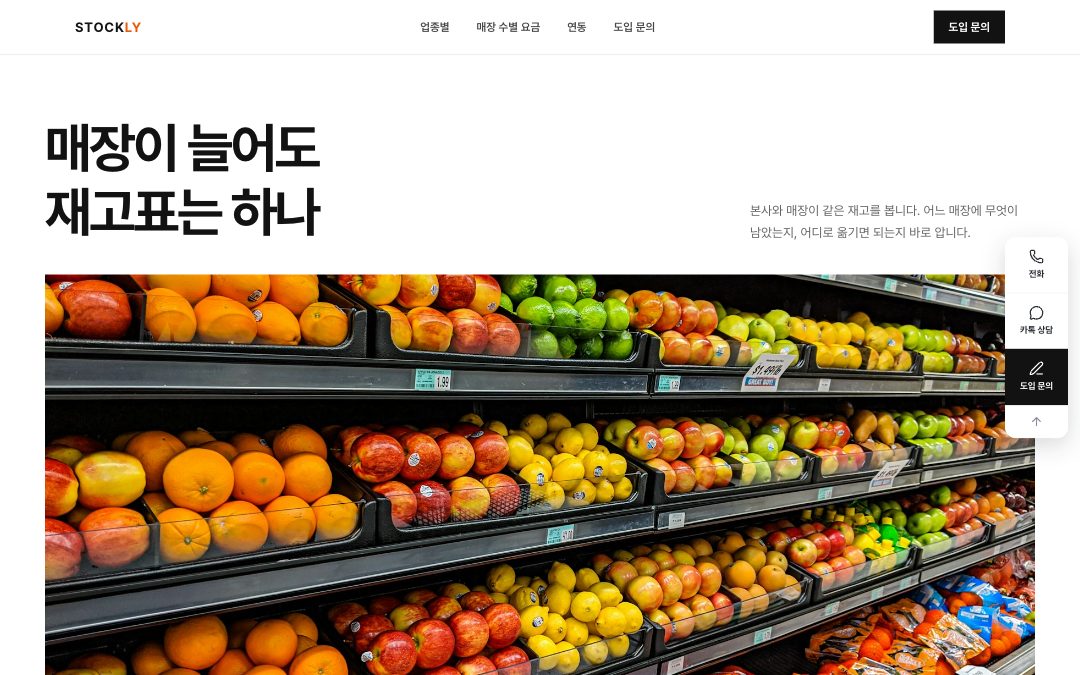 STOCKLY
업종별
매장 수별 요금
연동
도입 문의
도입 문의
매장이 늘어도
재고표는 하나
본사와 매장이 같은 재고를 봅니다. 어느 매장에 무엇이
남았는지, 어디로 옮기면 되는지 바로 압니다.
전화
카톡 상담
도입 문의
1.99